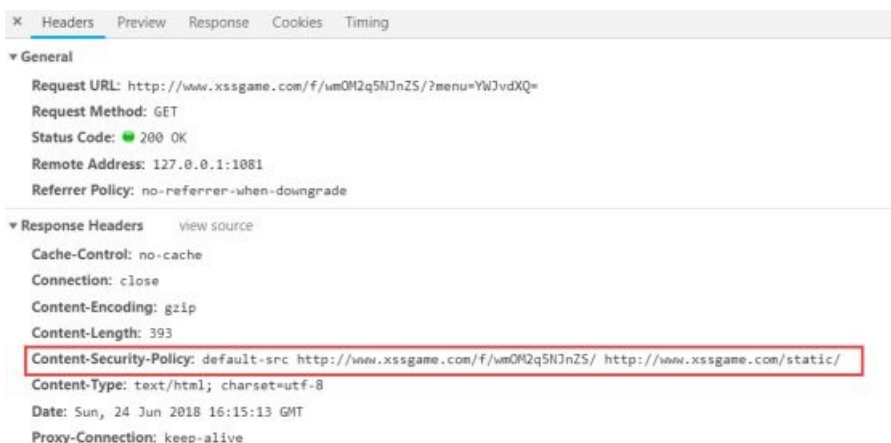 × Headers Preview Response Cookies Timing
▼ General
Request URL: http://www.xssgame.com/f/wmOM2q5NJnZS/?menu=YWJvdXQ=
Request Method: GET
Status Code: 200 OK
Remote Address: 127.0.0.1:1081
Referrer Policy: no-referrer-when-downgrade
▼ Response Headers view source
Cache-Control: no-cache
Connection: close
Content-Encoding: gzip
Content-Length: 393
Content-Security-Policy: default-src http://www.xssgame.com/f/wmOM2q5NJnZS/ http://www.xssgame.com/static/
Content-Type: text/html; charset=utf-8
Date: Sun, 24 Jun 2018 16:15:13 GMT
Proxy-Connection: keep-alive